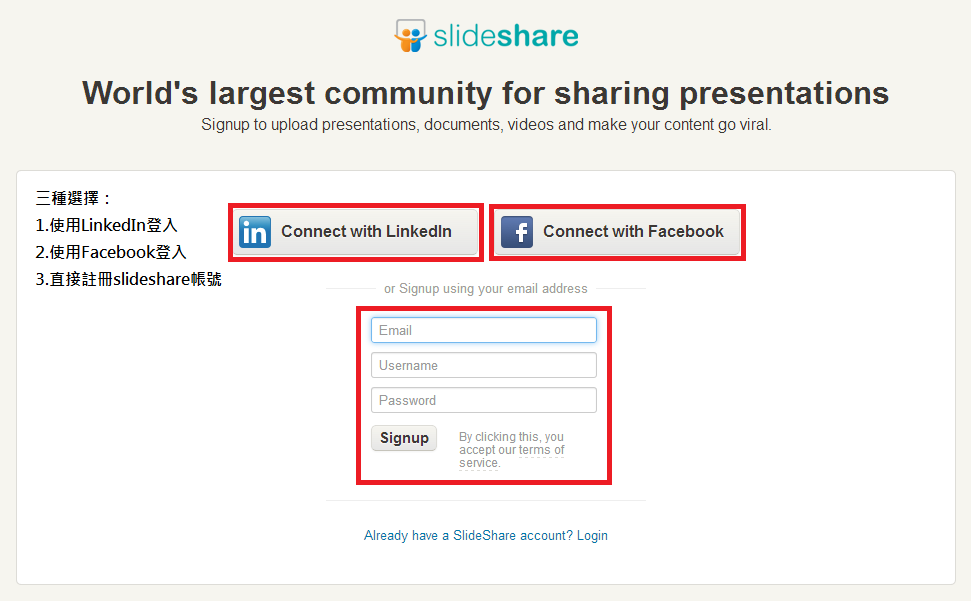 slideshare
World's largest community for sharing presentations
Signup to upload presentations, documents, videos and make your content go viral.
三種選擇：
1.使用LinkedIn登入
2.使用Facebook登入
3.直接註冊slideshare帳號
in Connect with LinkedIn
f Connect with Facebook
or Signup using your email address
Email
Username
Password
Signup
By clicking this, you
accept our terms of
service.
Already have a SlideShare account? Login